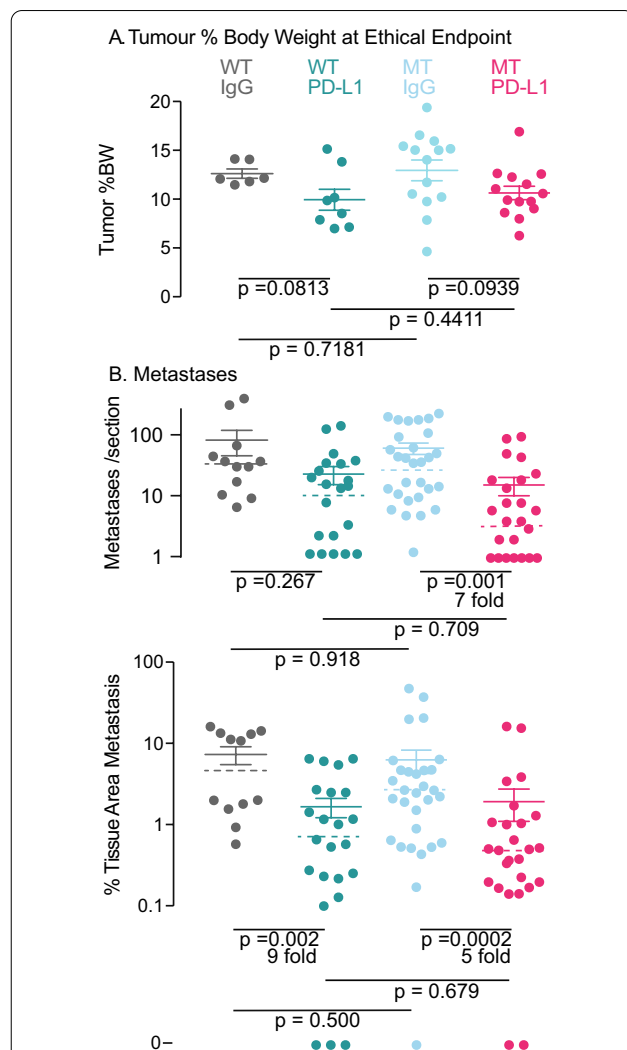 A. Tumour % Body Weight at Ethical Endpoint
WT WT MT MT
IgG PD-L1 IgG PD-L1
Tumor %BW
20
15
10
5
0
p =0.0813 p =0.0939
p = 0.4411
p = 0.7181
B. Metastases
Metastases /section
100
10
1
p =0.267 p =0.001
7 fold
p = 0.709
p = 0.918
% Tissue Area Metastasis
100
10
1
0.1
p =0.002 p =0.0002
9 fold 5 fold
p = 0.679
p = 0.500
0